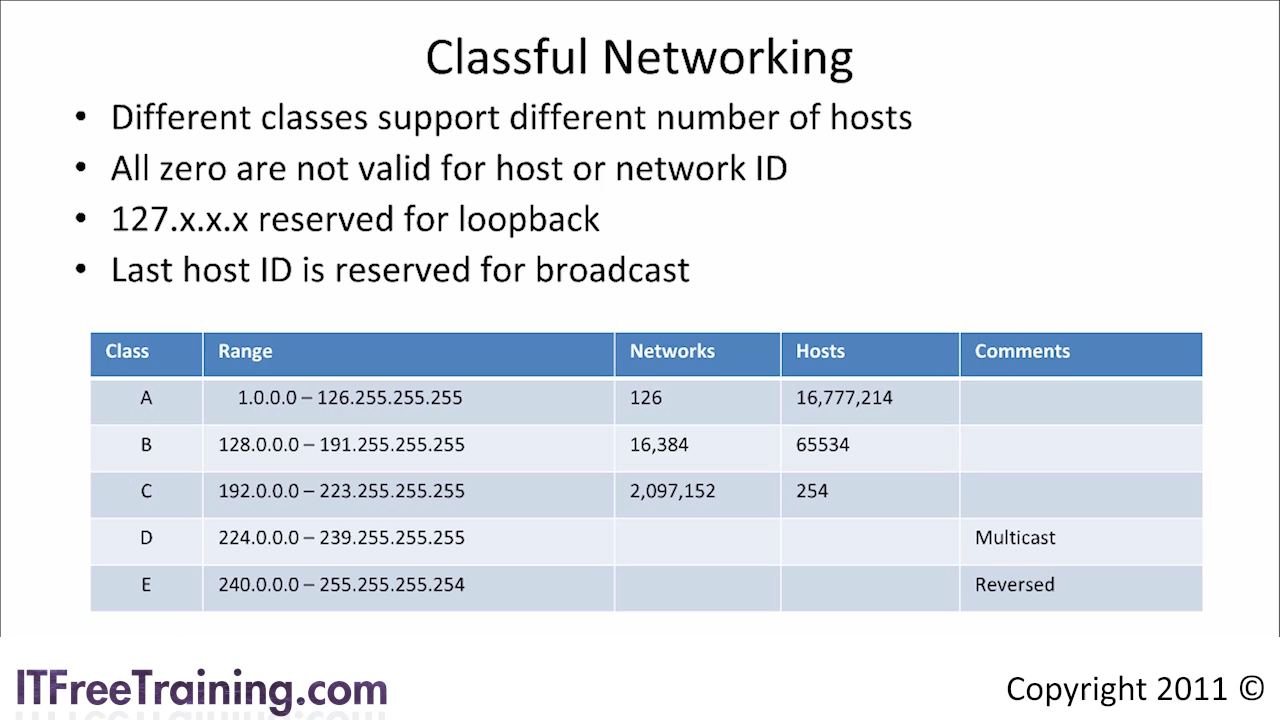 Classful Networking
• Different classes support different number of hosts
• All zero are not valid for host or network ID
• 127.x.x.x reserved for loopback
• Last host ID is reserved for broadcast
Class Range Networks Hosts Comments
A 1.0.0.0 – 126.255.255.255 126 16,777,214
B 128.0.0.0 – 191.255.255.255 16,384 65534
C 192.0.0.0 – 223.255.255.255 2,097,152 254
D 224.0.0.0 – 239.255.255.255 Multicast
E 240.0.0.0 – 255.255.255.254 Reversed
ITFreeTraining.com
Copyright 2011 ©